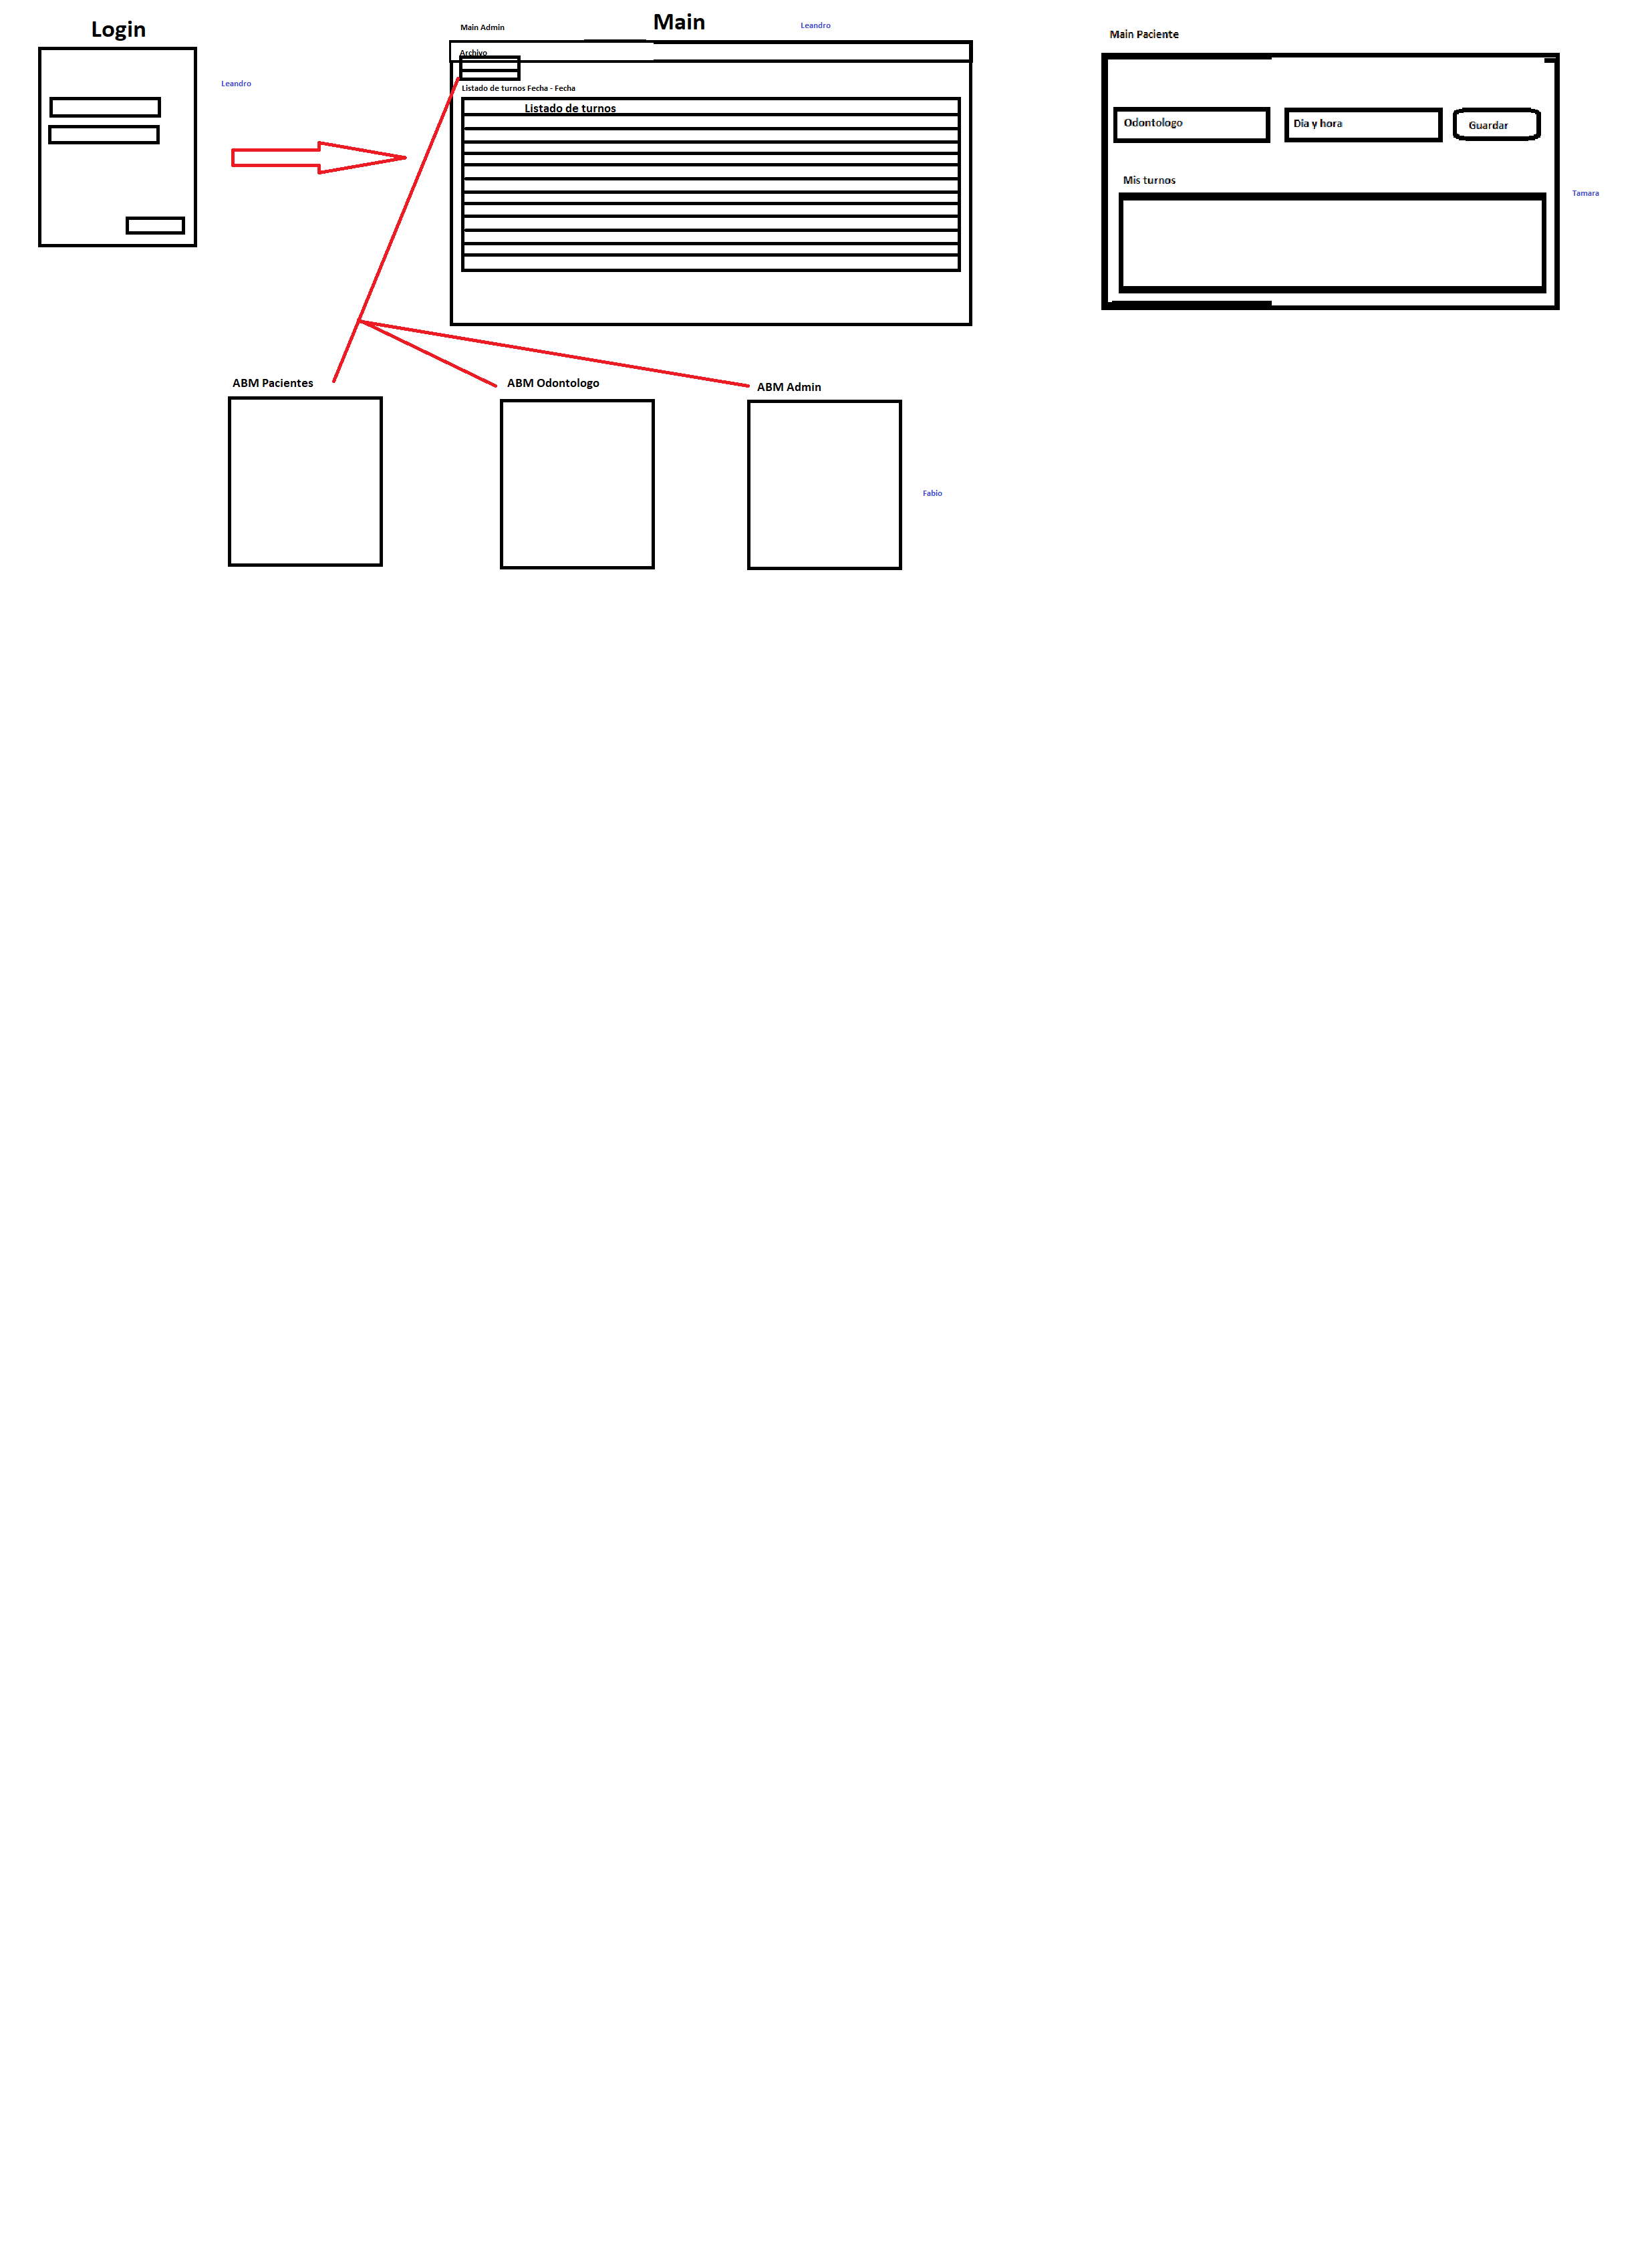 Login
Leandro
Main Admin
Main
Leandro
Archivo
Listado de turnos Fecha - Fecha
Listado de turnos
Main Paciente
Odontologo
Dia y hora
Guardar
Mis turnos
Tamara
ABM Pacientes
ABM Odontologo
ABM Admin
Fabio